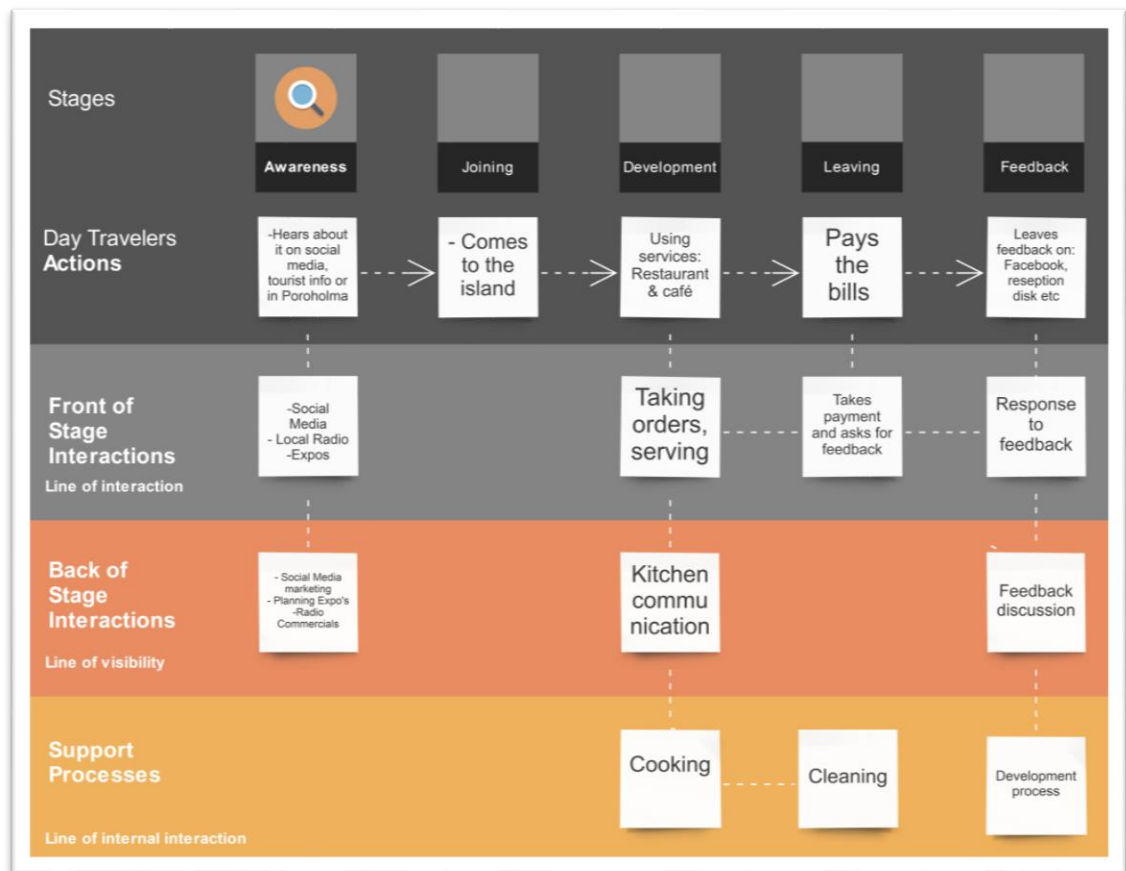 Stages
Awareness
Joining
Development
Leaving
Feedback
Day Travelers
Actions
-Hears about
it on social
media,
tourist info or
in Poroholma
- Comes
to the
island
Using
services:
Restaurant
& café
Pays
the
bills
Leaves
feedback on:
Facebook,
reseption
disk etc
Front of
Stage
Interactions
Line of interaction
-Social
Media
- Local Radio
-Expos
Taking
orders,
serving
Takes
payment
and asks for
feedback
Response
to
feedback
Back of
Stage
Interactions
Line of visibility
- Social Media
marketing
- Planning Expo's
-Radio
Commercials
Kitchen
commu
nication
Feedback
discussion
Support
Processes
Line of internal interaction
Cooking
Cleaning
Development
process